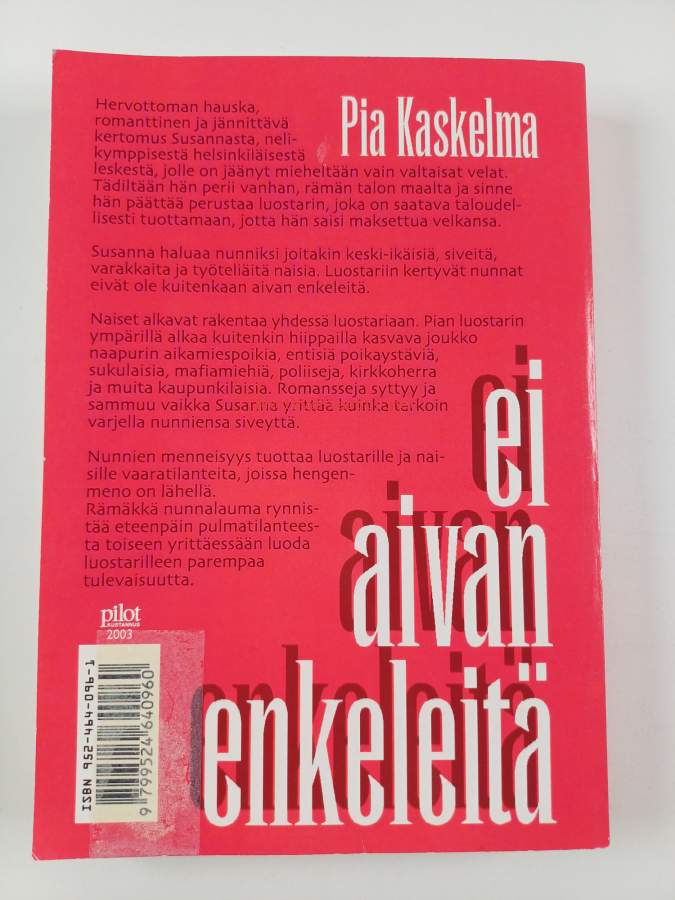 Pia Kaskelma
Hervottoman hauska,
romanttinen ja jännittävä
kertomus Susannasta, neli-
kymppisestä helsinkiläisestä
leskestä, jolle on jäänyt mieheltään vain valtaisat velat.
Tädiltään hän perii vanhan, rämän talon maalta ja sinne
hän päättää perustaa luostarin, joka on saatava taloudel-
lisesti tuottamaan, jotta hän saisi maksettua velkansa.
Susanna haluaa nunniksi joitakin keski-ikäisiä, siveitä,
varakkaita ja työteliäitä naisia. Luostariin kertyvät nunnat
eivät ole kuitenkaan aivan enkeleitä.
Naiset alkavat rakentaa yhdessä luostariaan. Pian luostarin
ympärillä alkaa kuitenkin hiippailla kasvava joukko
naapurin aikamiespoikia, entisiä poikaystäviä,
sukulaisia, mafiamiehiä, poliiseja, kirkkoherra
ja muita kaupunkilaisia. Romansseja syttyy ja
sammuu vaikka Susanna yrittää kuinka tarkoin
varjella nunniensa siveyttä.
Nunnien menneisyys tuottaa luostarille ja nai-
sille vaaratilanteita, joissa hengen-
meno on lähellä.
Rämäkkä nunnalauma rynnis-
tää eteenpäin pulmatilantees-
ta toiseen yrittäessään luoda
luostarilleen parempaa
tulevaisuutta.
ei
aivan
enkeleitä
pilot
KUSTANNUS
2003
ISBN 952-464-096-1
9 799524 640960